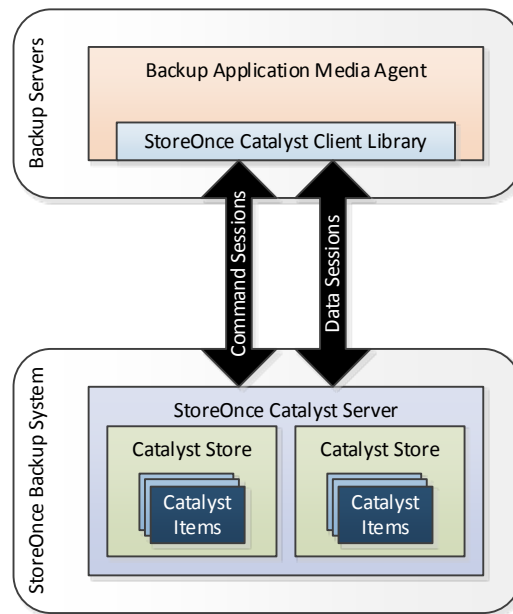 Backup Servers
Backup Application Media Agent
StoreOnce Catalyst Client Library
Command Sessions
Data Sessions
StoreOnce Backup System
StoreOnce Catalyst Server
Catalyst Store
Catalyst
Items
Catalyst Store
Catalyst
Items